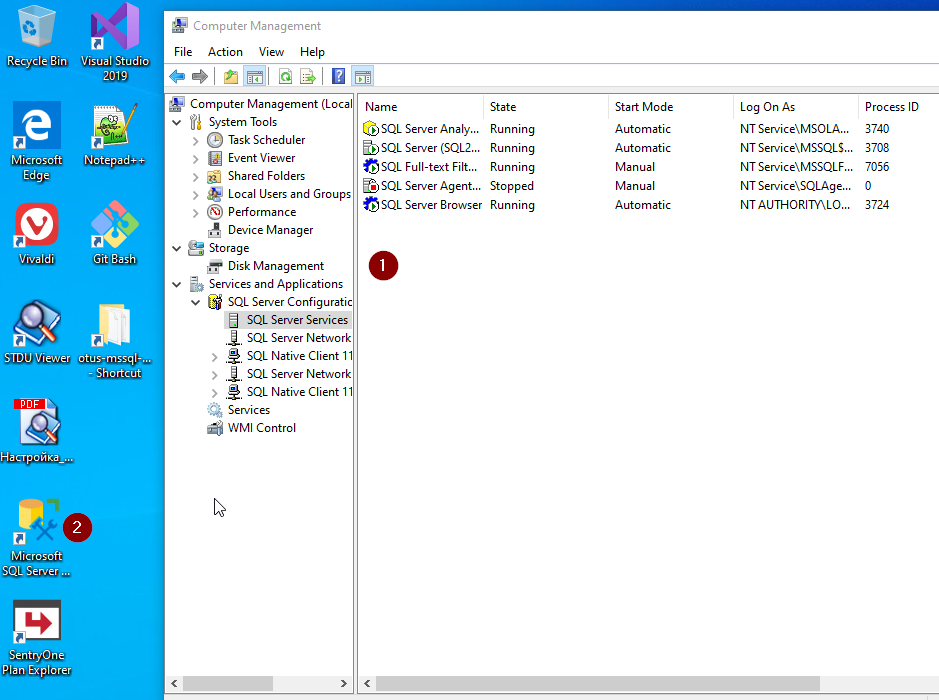 Recycle Bin
Visual Studio
2019
Microsoft
Edge
Notepad++
Vivaldi
Git Bash
STDU Viewer
otus-mssql-...
- Shortcut
PDF
Настройка_...
2
Microsoft
SQL Server ...
SentryOne
Plan Explorer
Computer Management
File Action View Help
Computer Management (Local
System Tools
Task Scheduler
Event Viewer
Shared Folders
Local Users and Groups
Performance
Device Manager
Storage
Disk Management
Services and Applications
SQL Server Configuratic
SQL Server Services
SQL Server Network
SQL Native Client 11
SQL Server Network
SQL Native Client 11
Services
WMI Control
Name State Start Mode Log On As Process ID
SQL Server Analy... Running Automatic NT Service\MSOLA... 3740
SQL Server (SQL2... Running Automatic NT Service\MSSQL$... 3708
SQL Full-text Filt... Running Manual NT Service\MSSQLF... 7056
SQL Server Agent... Stopped Manual NT Service\SQLAge... 0
SQL Server Browser Running Automatic NT AUTHORITY\LO... 3724
1